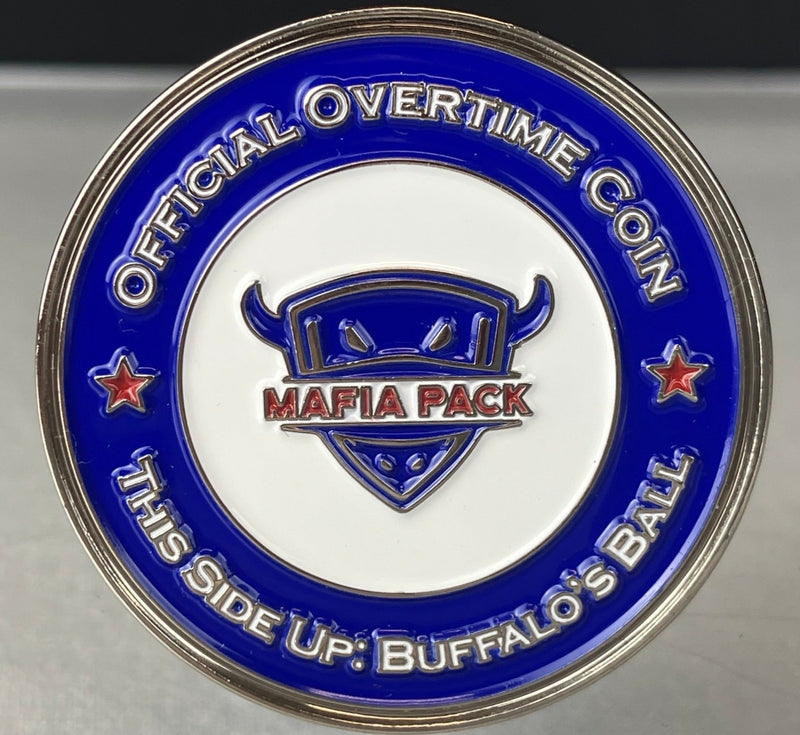 Official Overtime Coin
MAFIA PACK
This Side Up: Buffalo's Ball